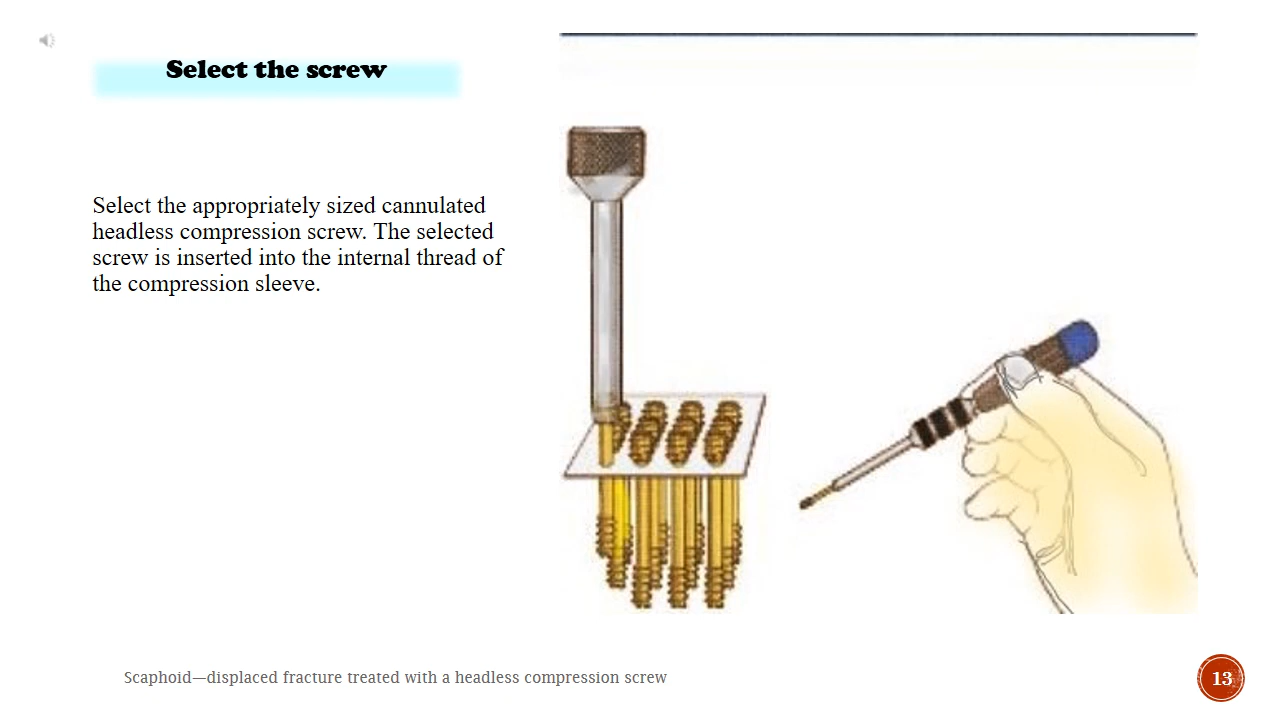 Select the screw
Select the appropriately sized cannulated
headless compression screw. The selected
screw is inserted into the internal thread of
the compression sleeve.
Scaphoid—displaced fracture treated with a headless compression screw
13